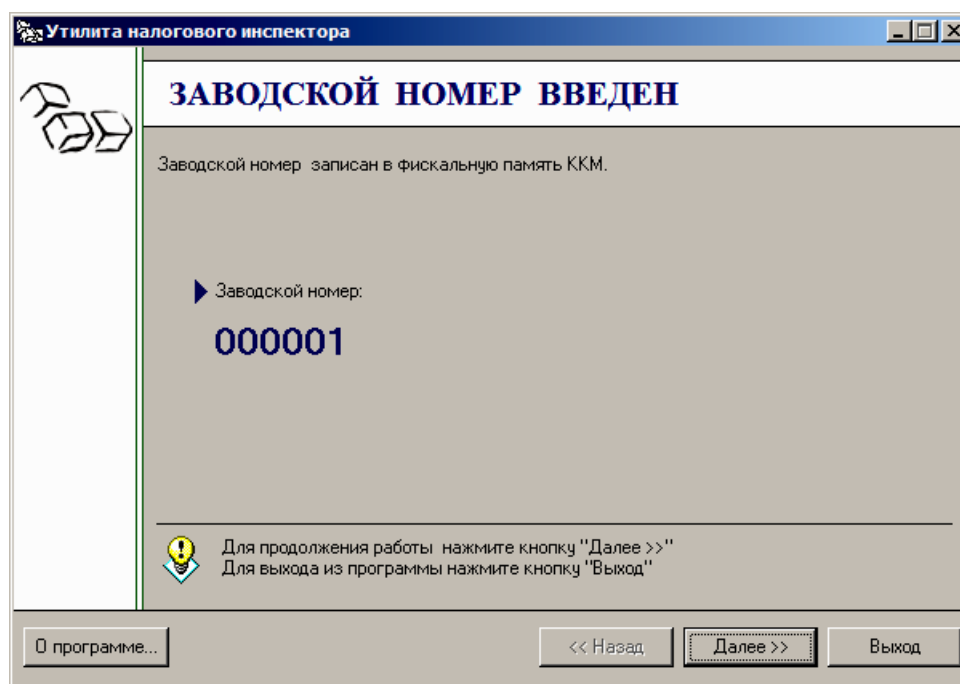 Утилита налогового инспектора
ЗАВОДСКОЙ НОМЕР ВВЕДЕН
Заводской номер записан в фискальную память ККМ.
Заводской номер:
000001
Для продолжения работы нажмите кнопку "Далее >>"
Для выхода из программы нажмите кнопку "Выход"
О программе...
<< Назад
Далее >>
Выход